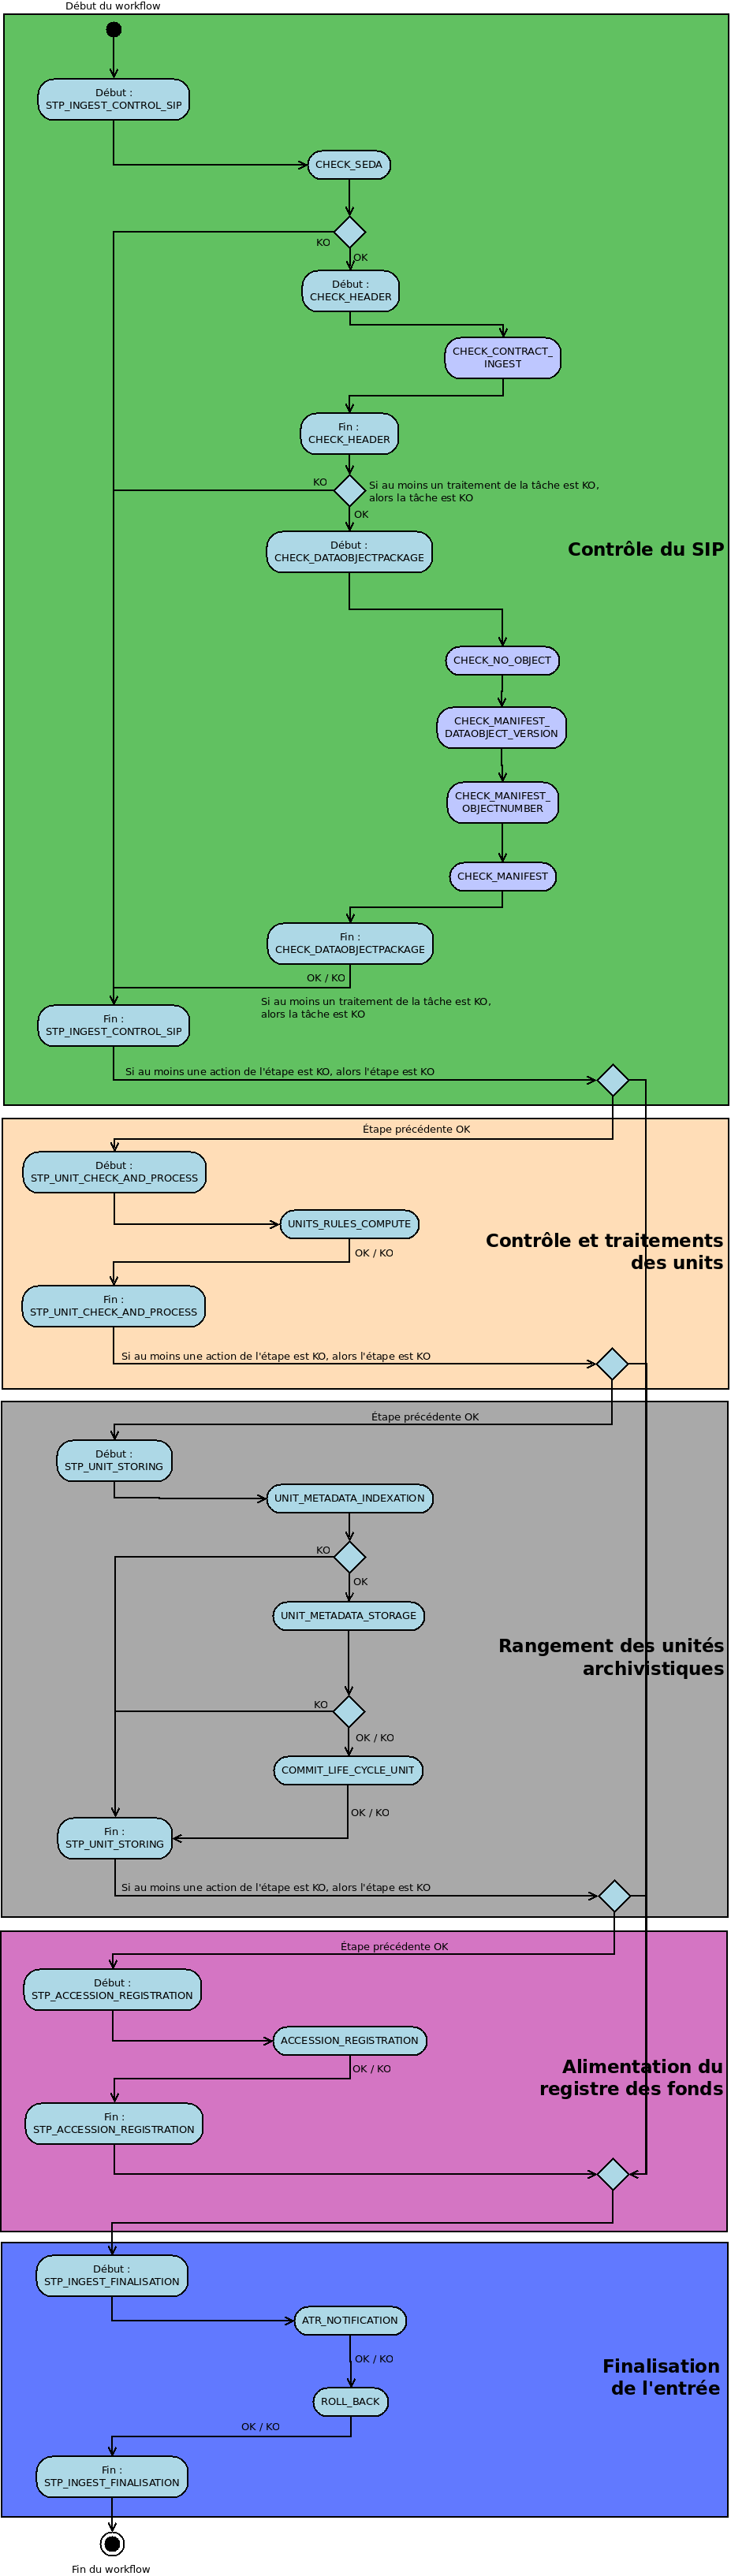 Début du workflow
Début :
STP_INGEST_CONTROL_SIP
CHECK_SEDA
KO
OK
Début :
CHECK_HEADER
CHECK_CONTRACT_
INGEST
Fin :
CHECK_HEADER
KO
Si au moins un traitement de la tâche est KO,
alors la tâche est KO
OK
Début :
CHECK_DATAOBJECTPACKAGE
Contrôle du SIP
CHECK_NO_OBJECT
CHECK_MANIFEST_
DATAOBJECT_VERSION
CHECK_MANIFEST_
OBJECTNUMBER
CHECK_MANIFEST
Fin :
CHECK_DATAOBJECTPACKAGE
OK / KO
Si au moins un traitement de la tâche est KO,
alors la tâche est KO
Fin :
STP_INGEST_CONTROL_SIP
Si au moins une action de l'étape est KO, alors l'étape est KO
Étape précédente OK
Début :
STP_UNIT_CHECK_AND_PROCESS
UNITS_RULES_COMPUTE
Contrôle et traitements
des units
OK / KO
Fin :
STP_UNIT_CHECK_AND_PROCESS
Si au moins une action de l'étape est KO, alors l'étape est KO
Étape précédente OK
Début :
STP_UNIT_STORING
UNIT_METADATA_INDEXATION
KO
OK
UNIT_METADATA_STORAGE
Rangement des unités
archivistiques
KO
OK / KO
COMMIT_LIFE_CYCLE_UNIT
OK / KO
Fin :
STP_UNIT_STORING
Si au moins une action de l'étape est KO, alors l'étape est KO
Étape précédente OK
Début :
STP_ACCESSION_REGISTRATION
ACCESSION_REGISTRATION
OK / KO
Alimentation du
registre des fonds
Fin :
STP_ACCESSION_REGISTRATION
Début :
STP_INGEST_FINALISATION
ATR_NOTIFICATION
OK / KO
Finalisation
de l'entrée
ROLL_BACK
OK / KO
Fin :
STP_INGEST_FINALISATION
Fin du workflow